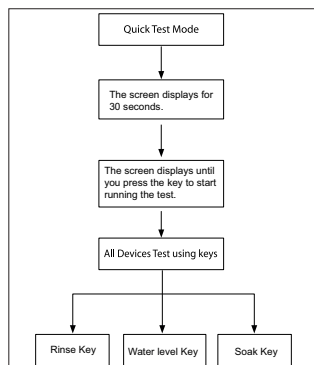 Quick Test Mode
The screen displays for
30 seconds.
The screen displays until
you press the key to start
running the test.
All Devices Test using keys
Rinse Key
Water level Key
Soak Key